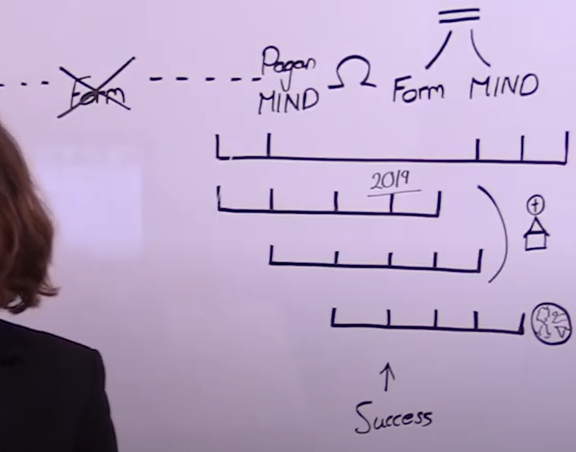 Form
Pagan
MIND Ω Form MIND
2019
Success